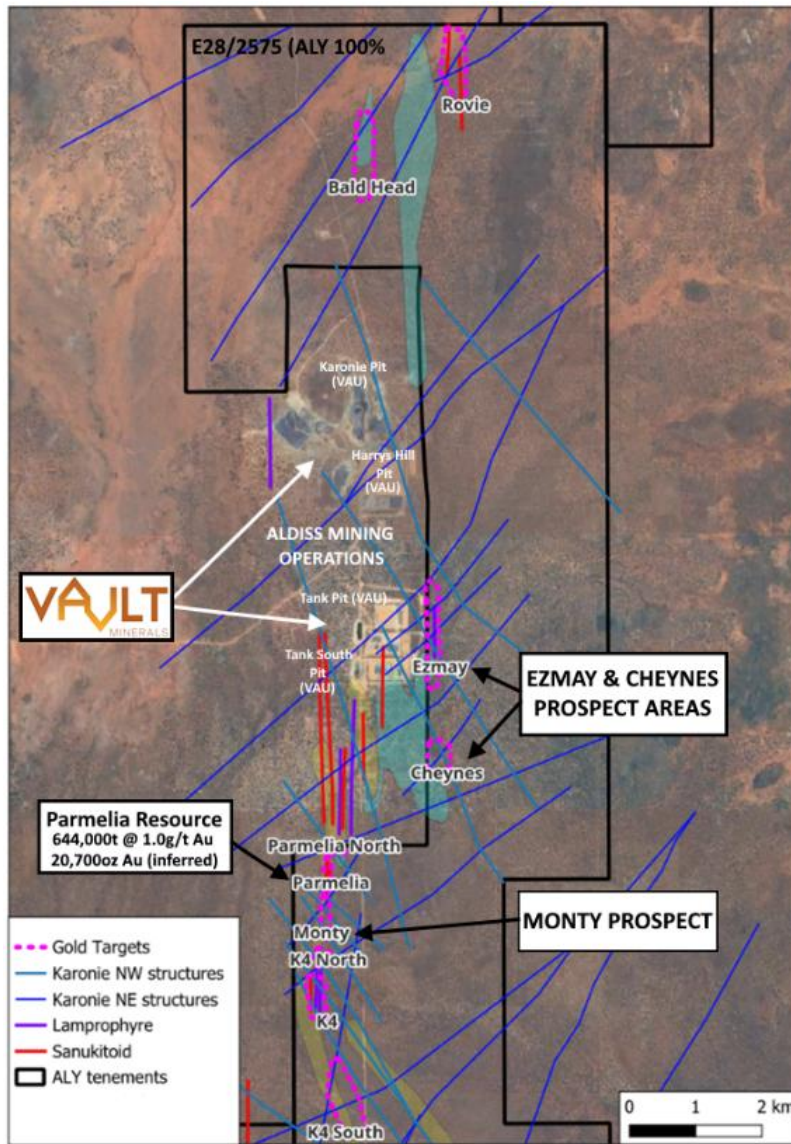 E28/2575 (ALY 100%
Rovie
Bald Head
Karonie Pit
(VAU)
Harrys Hill
Pit
(VAU)
ALDISS MINING
OPERATIONS
VAULT
MINERALS
Tank Pit (VAU)
Tank South
Pit
(VAU)
Ezmay
EZMAY & CHEYNES
PROSPECT AREAS
Cheynes
Parmelia Resource
644,000t @ 1.0g/t Au
20,700oz Au (inferred)
Parmelia North
Parmelia
Monty
MONTY PROSPECT
K4 North
K4
K4 South
Gold Targets
Karonie NW structures
Karonie NE structures
Lamprophyre
Sanukitoid
ALY tenements
0 1 2 km